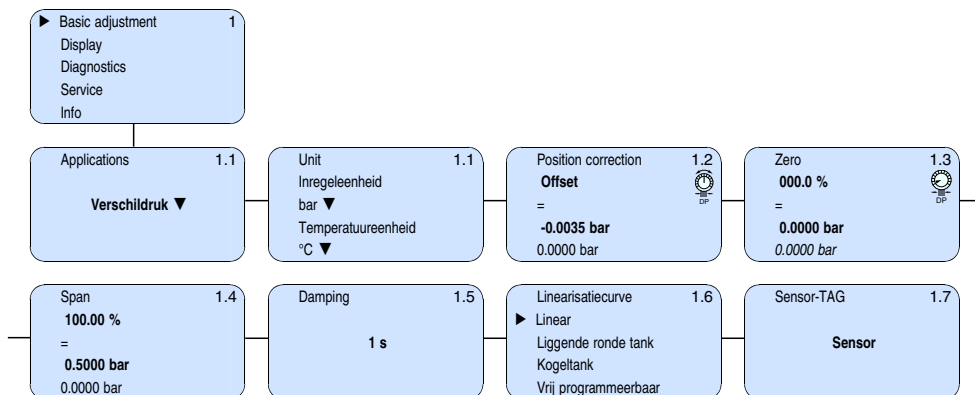 ▶ Basic adjustment 1
Display
Diagnostics
Service
Info
Applications 1.1
Verschildruk ▼
Unit 1.1
Inregeleenheid
bar ▼
Temperatuureenheid
°C ▼
Position correction 1.2
Offset
=
-0.0035 bar
0.0000 bar
DP
Zero 1.3
000.0 %
=
0.0000 bar
0.0000 bar
DP
Span 1.4
100.00 %
=
0.5000 bar
0.0000 bar
Damping 1.5
1 s
Linearisatiecurve 1.6
▶ Linear
Liggende ronde tank
Kogeltank
Vrij programmeerbaar
Sensor-TAG 1.7
Sensor